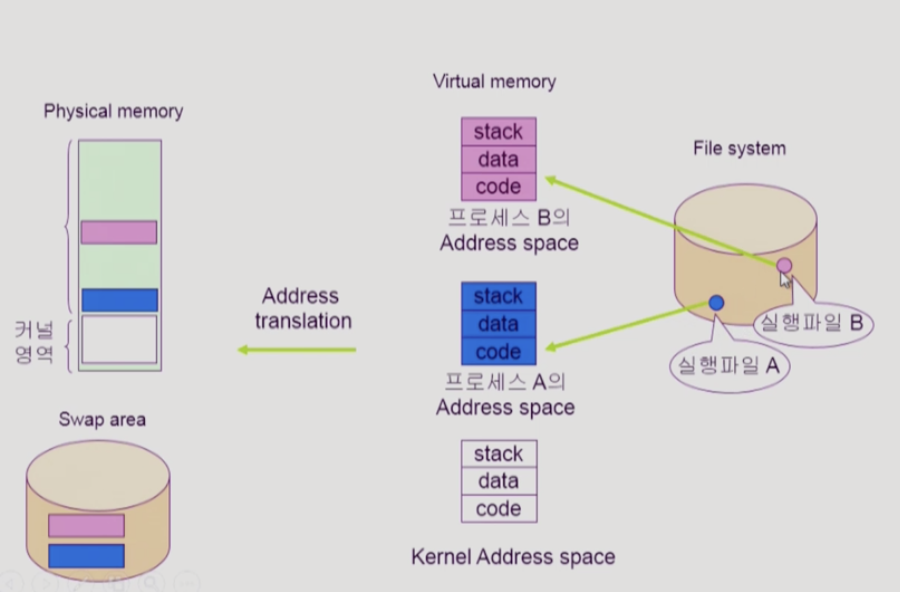 Physical memory
커널
영역
Swap area
Address
translation
Virtual memory
stack
data
code
프로세스 B의
Address space
stack
data
code
프로세스 A의
Address space
stack
data
code
Kernel Address space
File system
실행파일 B
실행파일 A